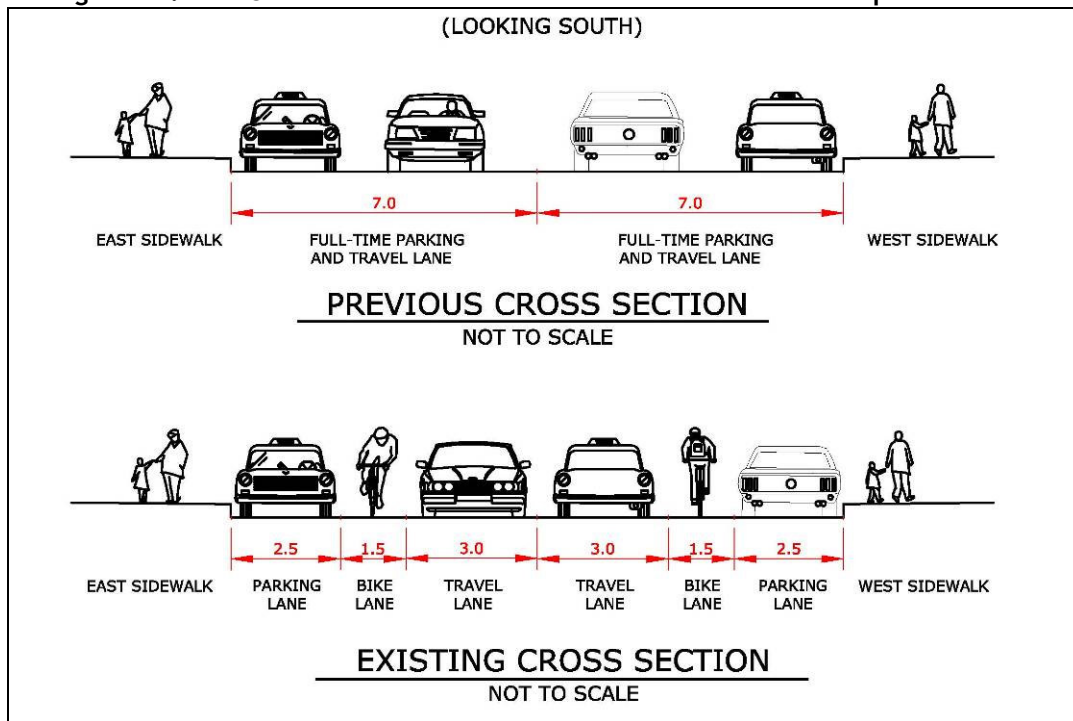 (LOOKING SOUTH)
7.0 7.0
EAST SIDEWALK FULL-TIME PARKING AND TRAVEL LANE FULL-TIME PARKING AND TRAVEL LANE WEST SIDEWALK
PREVIOUS CROSS SECTION
NOT TO SCALE
2.5 1.5 3.0 3.0 1.5 2.5
EAST SIDEWALK PARKING LANE BIKE LANE TRAVEL LANE TRAVEL LANE BIKE LANE PARKING LANE WEST SIDEWALK
EXISTING CROSS SECTION
NOT TO SCALE